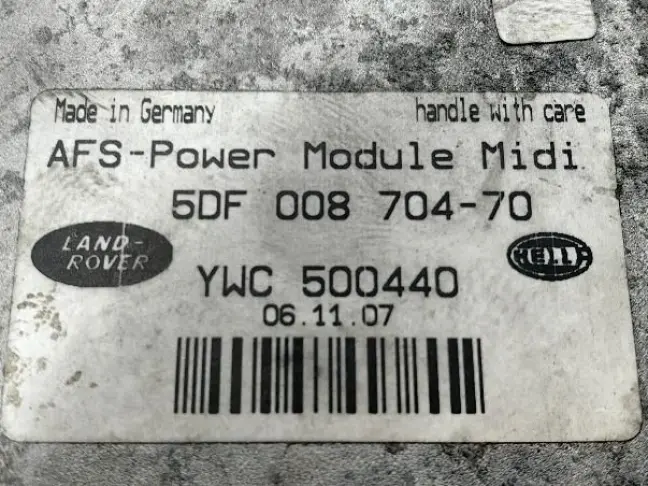 Made in Germany handle with care
AFS-Power Module Midi
5DF 008 704-70
LAND-
ROVER
HELLA
YWC 500440
06.11.07